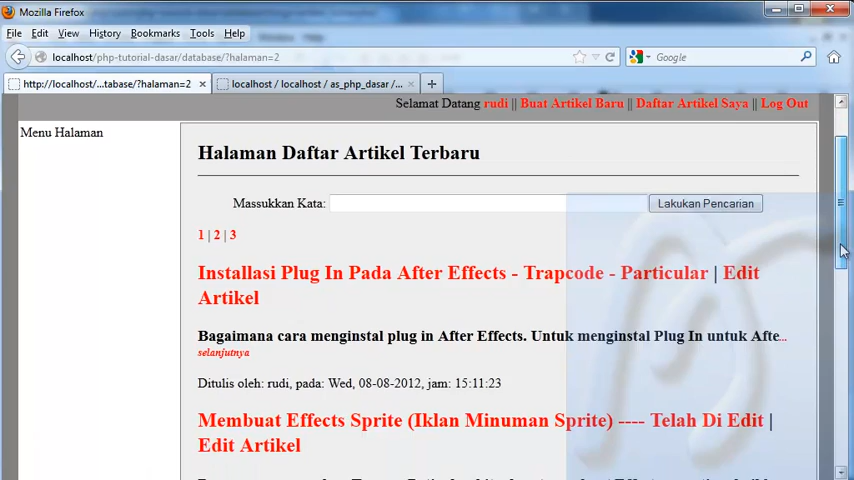 Mozilla Firefox
File Edit View History Bookmarks Tools Help
localhost/php-tutorial-dasar/database/?halaman=2
Google
http://localhost/...tabase/?halaman=2
localhost / localhost / as_php_dasar /...
Selamat Datang rudi || Buat Artikel Baru || Daftar Artikel Saya || Log Out
Menu Halaman
Halaman Daftar Artikel Terbaru
Massukkan Kata:
Lakukan Pencarian
1 | 2 | 3
Installasi Plug In Pada After Effects - Trapcode - Particular | Edit
Artikel
Bagaimana cara menginstal plug in After Effects. Untuk menginstal Plug In untuk Afte...
selanjutnya
Ditulis oleh: rudi, pada: Wed, 08-08-2012, jam: 15:11:23
Membuat Effects Sprite (Iklan Minuman Sprite) ---- Telah Di Edit |
Edit Artikel